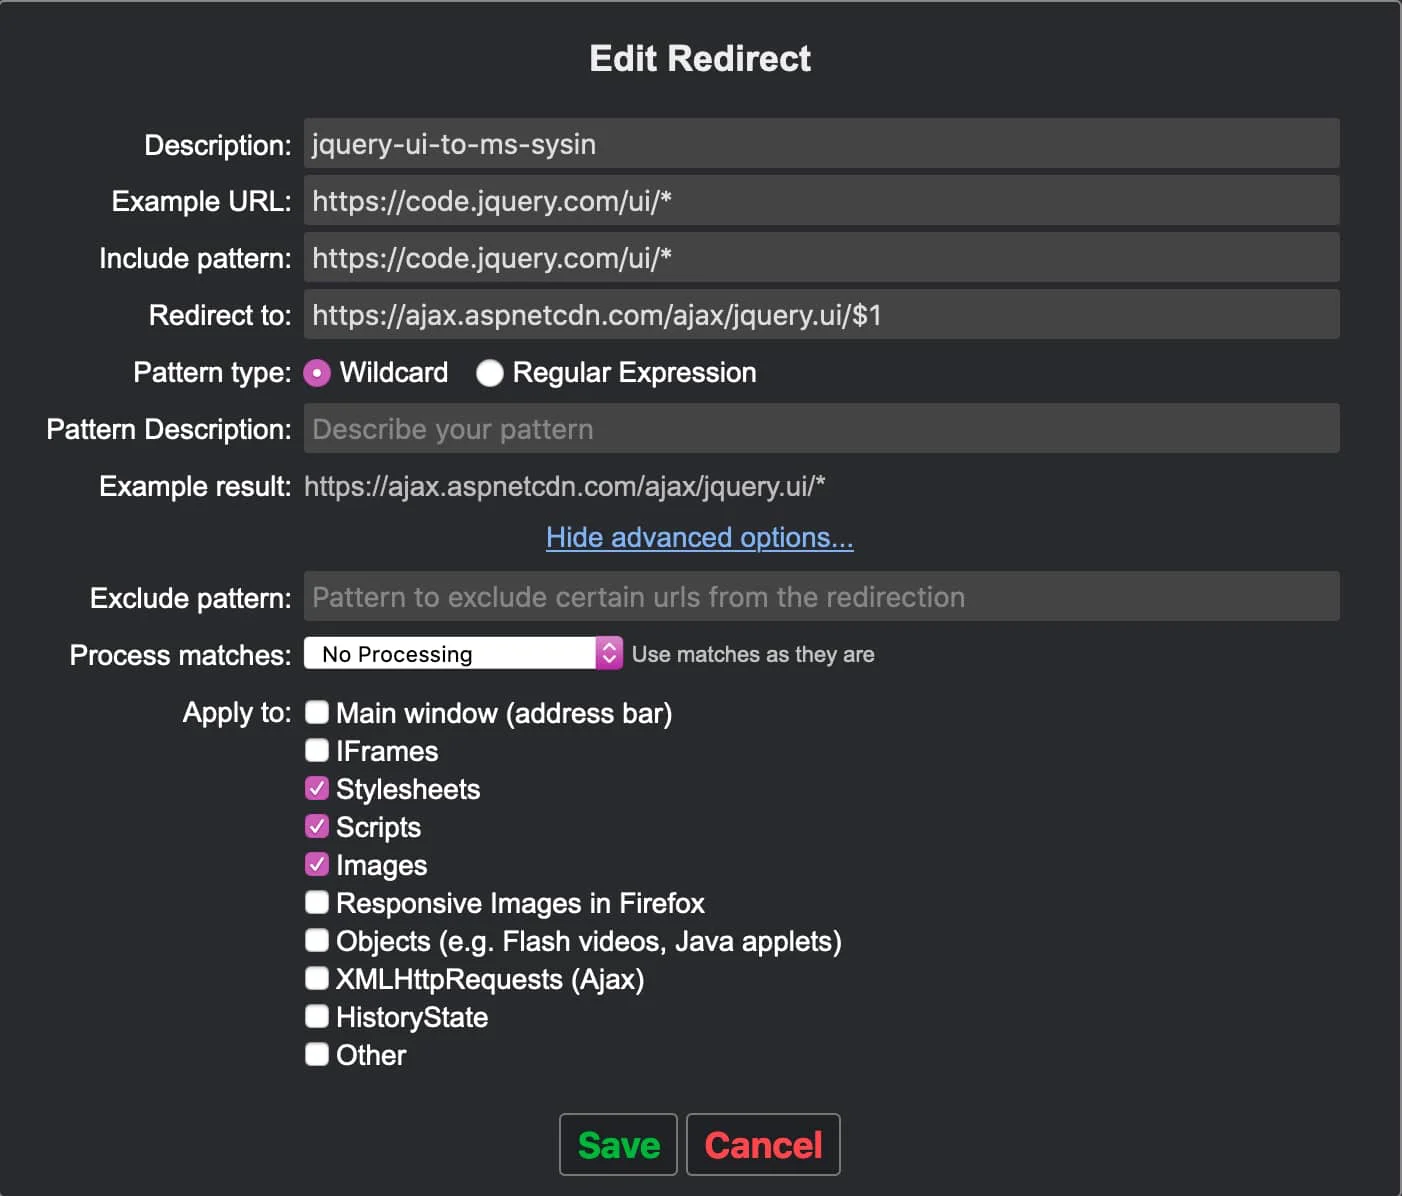 Edit Redirect
Description: jquery-ui-to-ms-sysin
Example URL: https://code.jquery.com/ui/*
Include pattern: https://code.jquery.com/ui/*
Redirect to: https://ajax.aspnetcdn.com/ajax/jquery.ui/$1
Pattern type: Wildcard Regular Expression
Pattern Description: Describe your pattern
Example result: https://ajax.aspnetcdn.com/ajax/jquery.ui/*
Hide advanced options...
Exclude pattern: Pattern to exclude certain urls from the redirection
Process matches: No Processing Use matches as they are
Apply to: Main window (address bar)
IFrames
Stylesheets
Scripts
Images
Responsive Images in Firefox
Objects (e.g. Flash videos, Java applets)
XMLHttpRequests (Ajax)
HistoryState
Other
Save Cancel